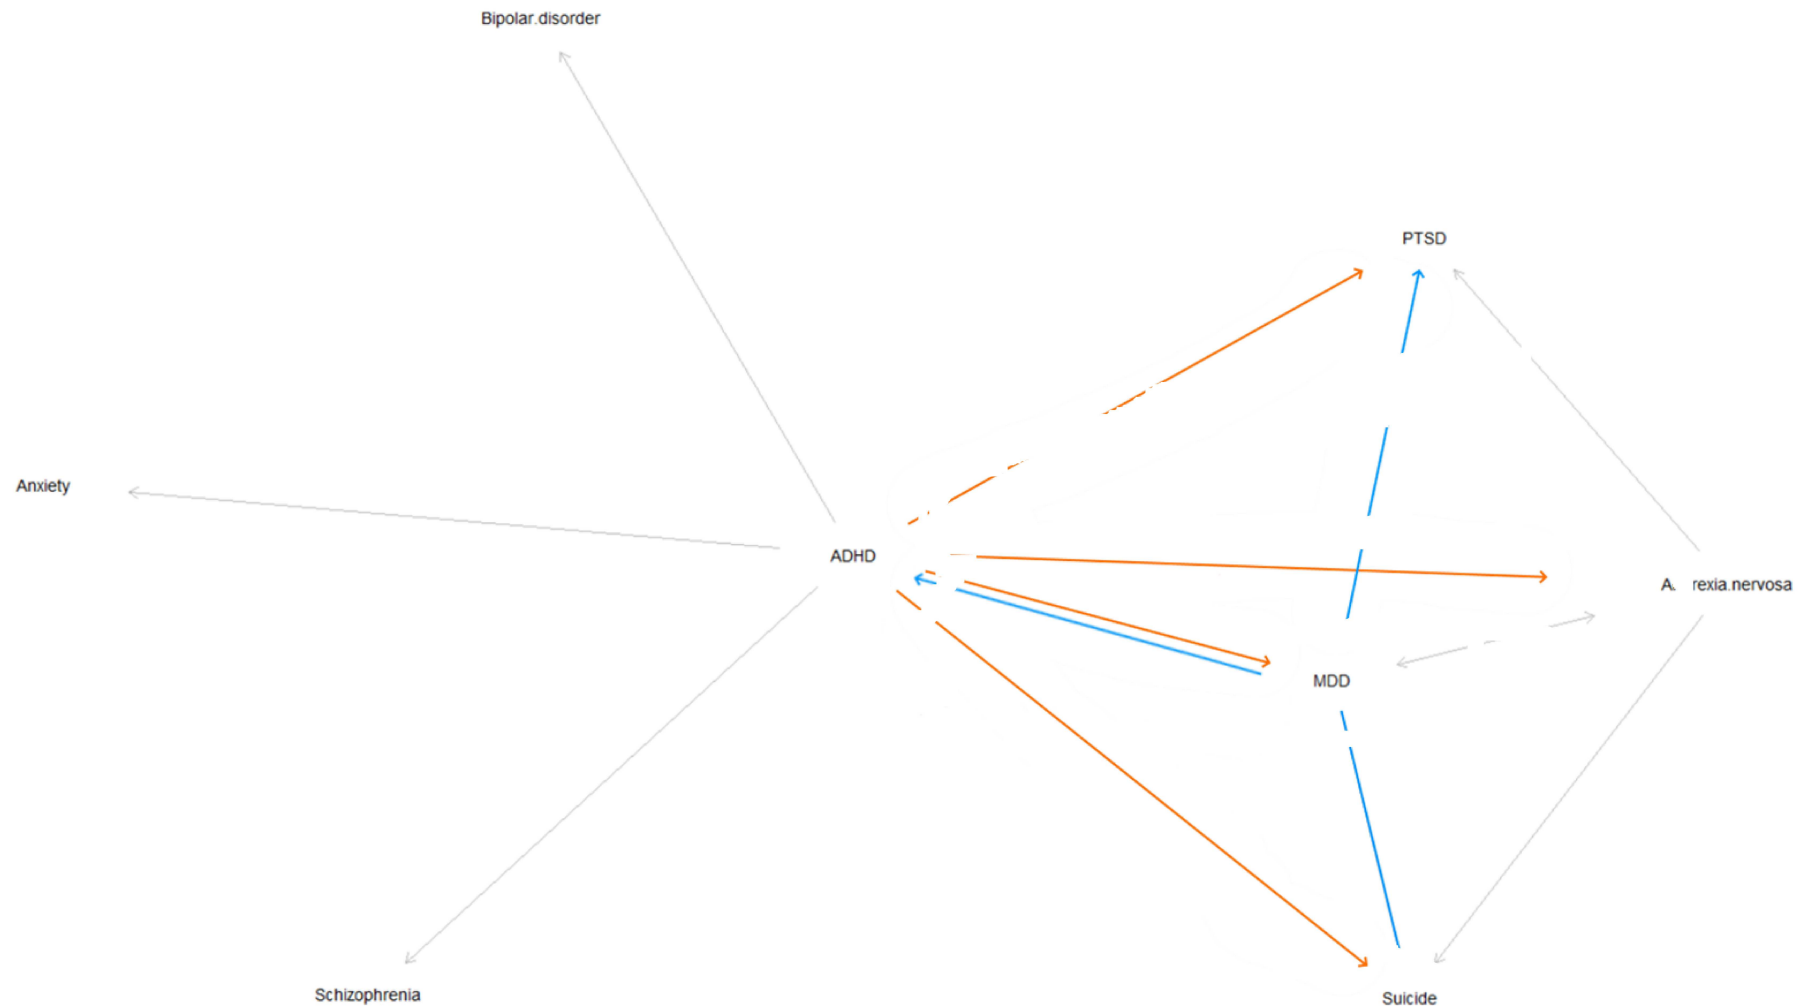 Bipolar.disorder
PTSD
Anxiety
ADHD
A. rexia.nervosa
MDD
Schizophrenia
Suicide